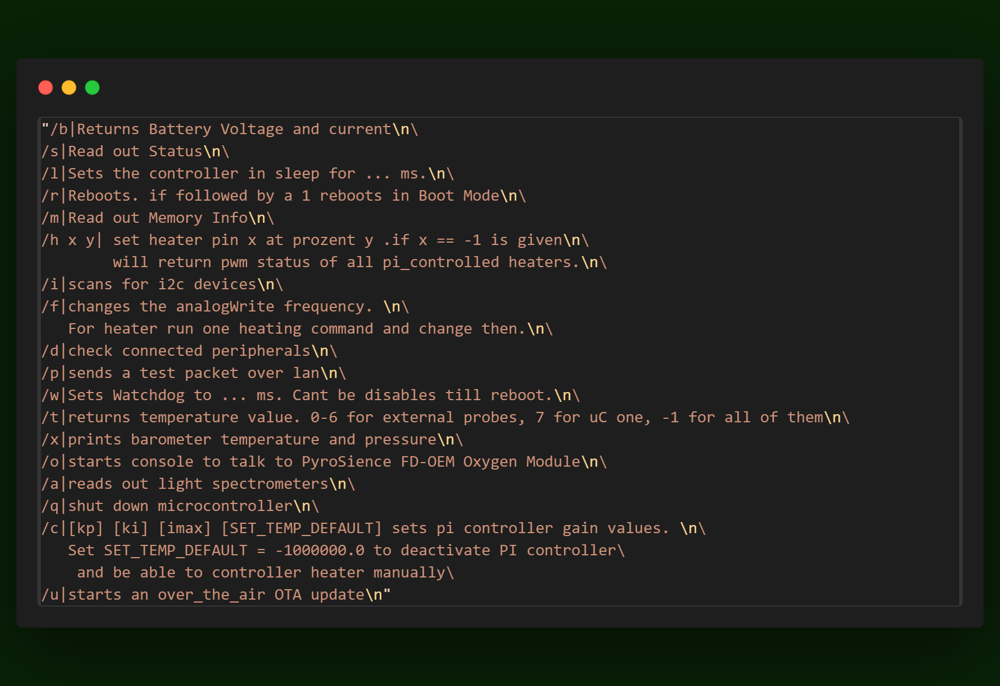 "/b|Returns Battery Voltage and current\n\
/s|Read out Status\n\
/l|Sets the controller in sleep for ... ms.\n\
/r|Reboots. if followed by a 1 reboots in Boot Mode\n\
/m|Read out Memory Info\n\
/h x y| set heater pin x at prozent y .if x == -1 is given\n\
        will return pwm status of all pi_controlled heaters.\n\
/i|scans for i2c devices\n\
/f|changes the analogWrite frequency. \n\
   For heater run one heating command and change then.\n\
/d|check connected peripherals\n\
/p|sends a test packet over lan\n\
/w|Sets Watchdog to ... ms. Cant be disables till reboot.\n\
/t|returns temperature value. 0-6 for external probes, 7 for uC one, -1 for all of them\n\
/x|prints barometer temperature and pressure\n\
/o|starts console to talk to PyroSience FD-OEM Oxygen Module\n\
/a|reads out light spectrometers\n\
/q|shut down microcontroller\n\
/c|[kp] [ki] [imax] [SET_TEMP_DEFAULT] sets pi controller gain values. \n\
   Set SET_TEMP_DEFAULT = -1000000.0 to deactivate PI controller\
    and be able to controller heater manually\
/u|starts an over_the_air OTA update\n"